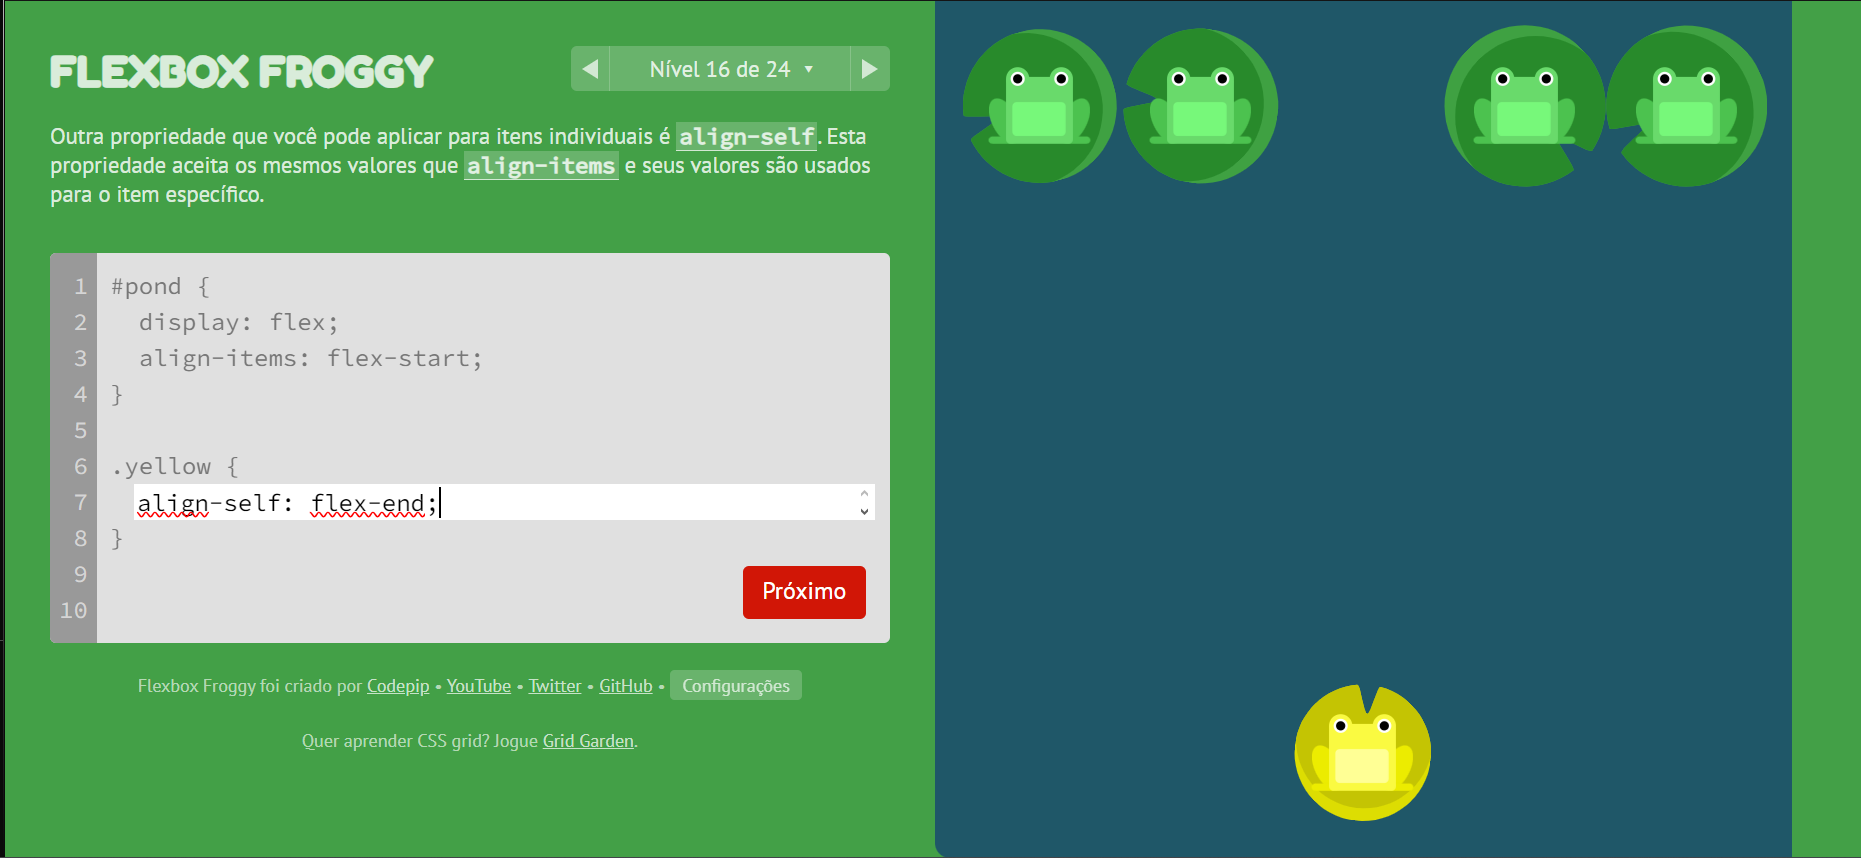 FLEXBOX FROGGY
Nível 16 de 24
Outra propriedade que você pode aplicar para itens individuais é align-self. Esta
propriedade aceita os mesmos valores que align-items e seus valores são usados
para o item específico.
1 #pond {
2 display: flex;
3 align-items: flex-start;
4 }
5
6 .yellow {
7 align-self: flex-end;
8 }
9
10
Próximo
Flexbox Froggy foi criado por Codepip • YouTube • Twitter • GitHub • Configurações
Quer aprender CSS grid? Jogue Grid Garden.